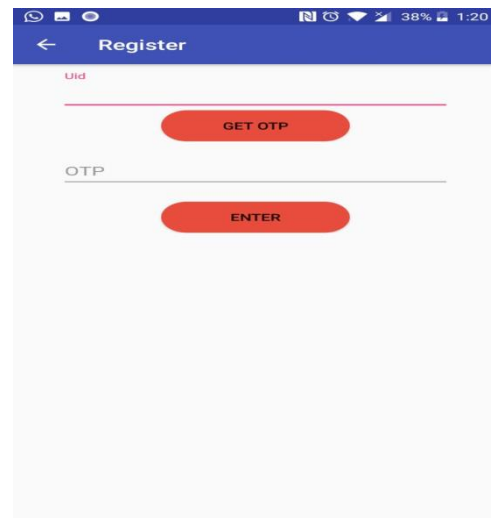 38% 1:20
Register
Uid
GET OTP
OTP
ENTER